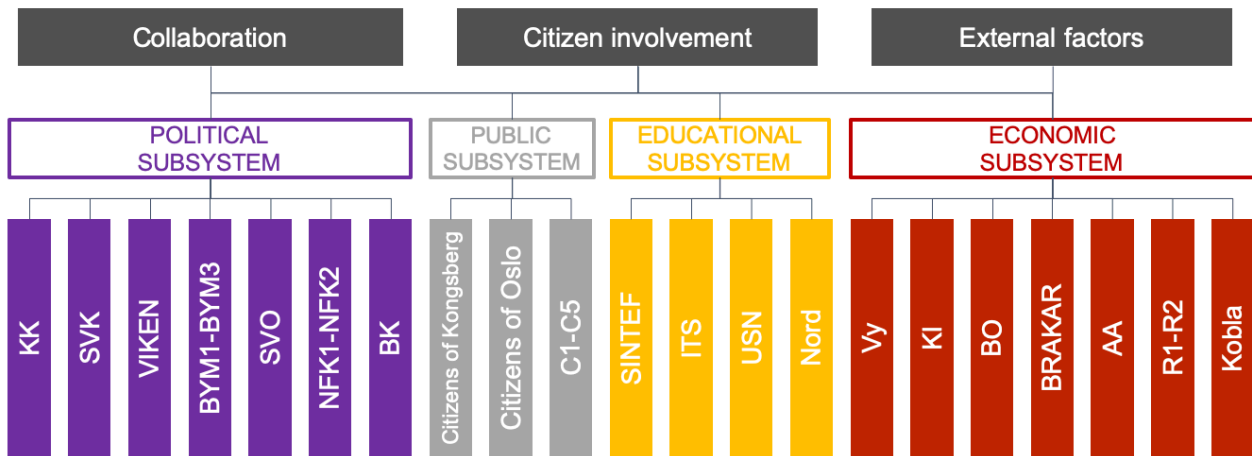 Collaboration
Citizen involvement
External factors
POLITICAL
SUBSYSTEM
PUBLIC
SUBSYSTEM
EDUCATIONAL
SUBSYSTEM
ECONOMIC
SUBSYSTEM
KK
SVK
VIKEN
BYM1-BYM3
SVO
NFK1-NFK2
BK
Citizens of Kongsberg
Citizens of Oslo
C1-C5
SINTEF
ITS
USN
Nord
Vy
KI
BO
BRAKAR
AA
R1-R2
Kobla